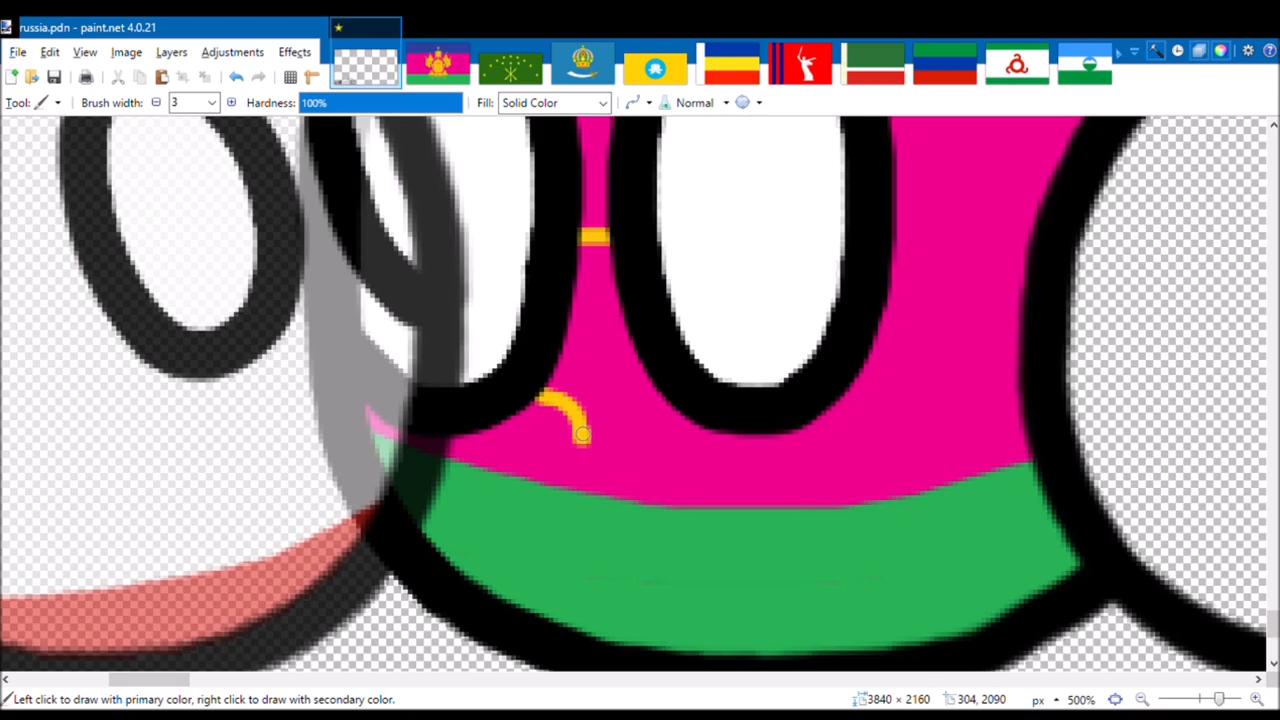 russia.pdn - paint.net 4.0.21
File Edit View Image Layers Adjustments Effects
Tool: Brush width: 3 Hardness: 100% Fill: Solid Color Normal
Left click to draw with primary color, right click to draw with secondary color. 3840 × 2160 304, 2090 px 500%